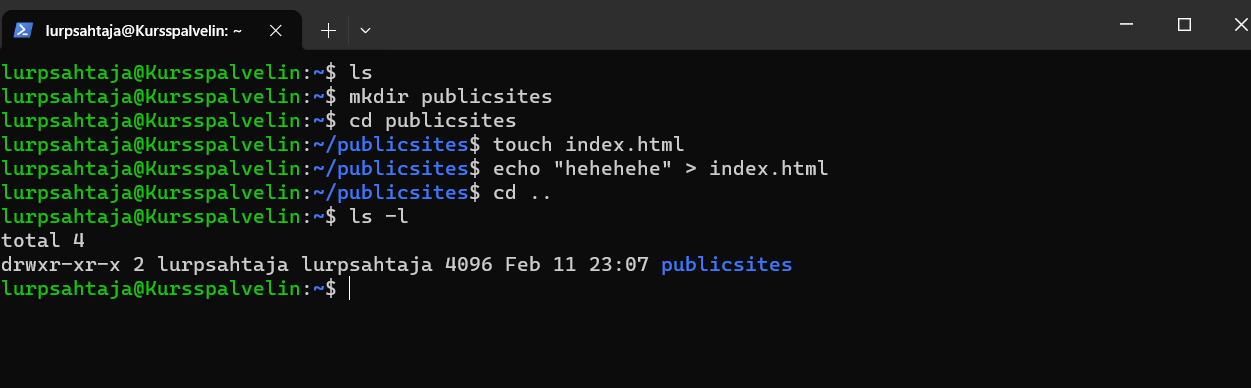 lurpsahtaja@Kursspalvelin: ~
lurpsahtaja@Kursspalvelin:~$ ls
lurpsahtaja@Kursspalvelin:~$ mkdir publicsites
lurpsahtaja@Kursspalvelin:~$ cd publicsites
lurpsahtaja@Kursspalvelin:~/publicsites$ touch index.html
lurpsahtaja@Kursspalvelin:~/publicsites$ echo "hehehehe" > index.html
lurpsahtaja@Kursspalvelin:~/publicsites$ cd ..
lurpsahtaja@Kursspalvelin:~$ ls -l
total 4
drwxr-xr-x 2 lurpsahtaja lurpsahtaja 4096 Feb 11 23:07 publicsites
lurpsahtaja@Kursspalvelin:~$